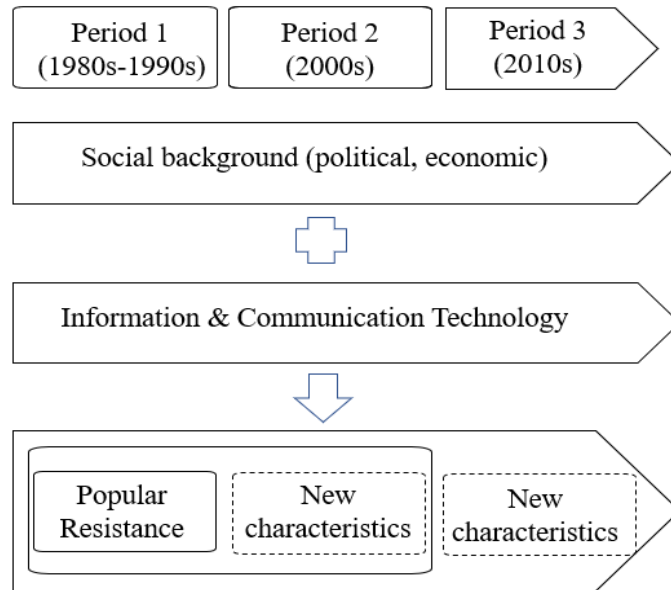 Period 1
(1980s-1990s)
Period 2
(2000s)
Period 3
(2010s)
Social background (political, economic)
Information & Communication Technology
Popular
Resistance
New
characteristics
New
characteristics